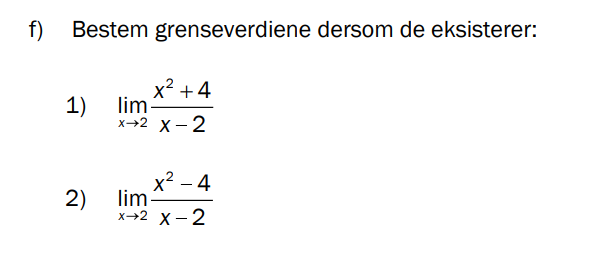 f) Bestem grenseverdiene dersom de eksisterer:
1) lim x→2 (x² + 4)/(x − 2)
2) lim x→2 (x² − 4)/(x − 2)